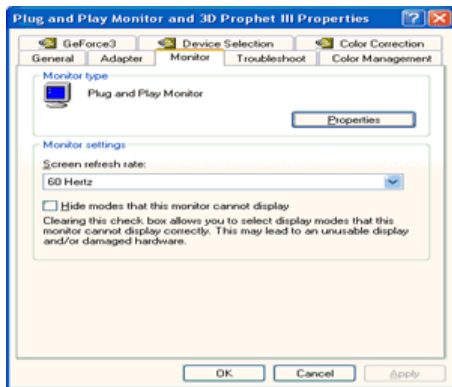 Plug and Play Monitor and 3D Prophet III Properties
GeForce3 Device Selection Color Correction
General Adapter Monitor Troubleshoot Color Management
Monitor type
Plug and Play Monitor
Properties
Monitor settings
Screen refresh rate:
60 Hertz
Hide modes that this monitor cannot display
Clearing this check box allows you to select display modes that this
monitor cannot display correctly. This may lead to an unusable display
and/or damaged hardware.
OK Cancel Apply